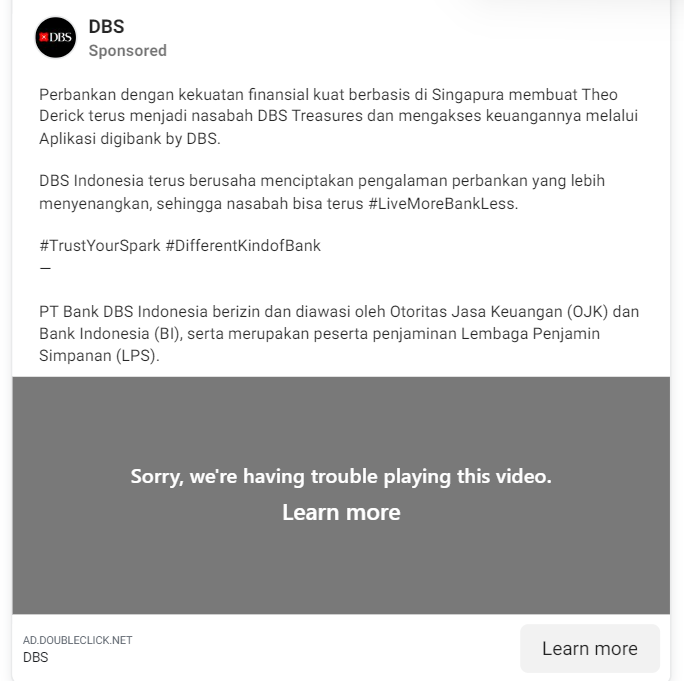 DBS
DBS
Sponsored
Perbankan dengan kekuatan finansial kuat berbasis di Singapura membuat Theo
Derick terus menjadi nasabah DBS Treasures dan mengakses keuangannya melalui
Aplikasi digibank by DBS.
DBS Indonesia terus berusaha menciptakan pengalaman perbankan yang lebih
menyenangkan, sehingga nasabah bisa terus #LiveMoreBankLess.
#TrustYourSpark #DifferentKindofBank
—
PT Bank DBS Indonesia berizin dan diawasi oleh Otoritas Jasa Keuangan (OJK) dan
Bank Indonesia (BI), serta merupakan peserta penjaminan Lembaga Penjamin
Simpanan (LPS).
Sorry, we're having trouble playing this video.
Learn more
AD.DOUBLECLICK.NET
DBS
Learn more